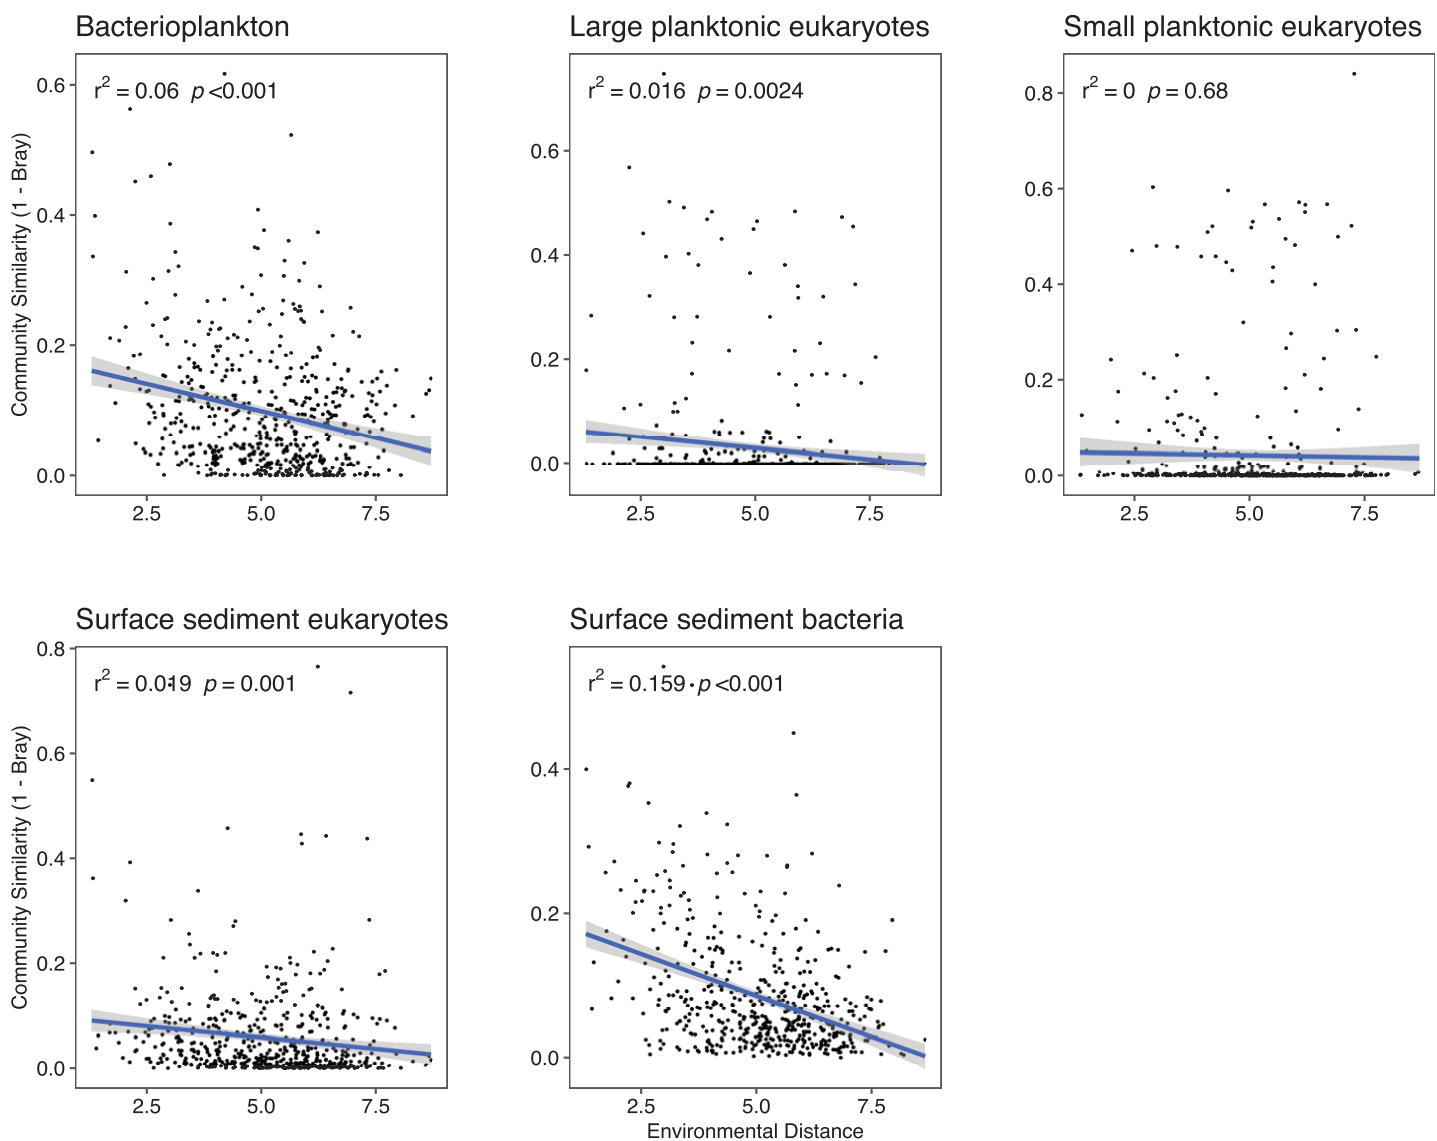 Bacterioplankton
Large planktonic eukaryotes
Small planktonic eukaryotes
r² = 0.06 p <0.001
r² = 0.016 p = 0.0024
r² = 0 p = 0.68
Community Similarity (1 - Bray)
0.6
0.4
0.2
0.0
0.6
0.4
0.2
0.0
0.8
0.6
0.4
0.2
0.0
2.5 5.0 7.5
2.5 5.0 7.5
2.5 5.0 7.5
Surface sediment eukaryotes
Surface sediment bacteria
r² = 0.019 p = 0.001
r² = 0.159 p <0.001
Community Similarity (1 - Bray)
0.8
0.6
0.4
0.2
0.0
0.4
0.2
0.0
2.5 5.0 7.5
2.5 5.0 7.5
Environmental Distance